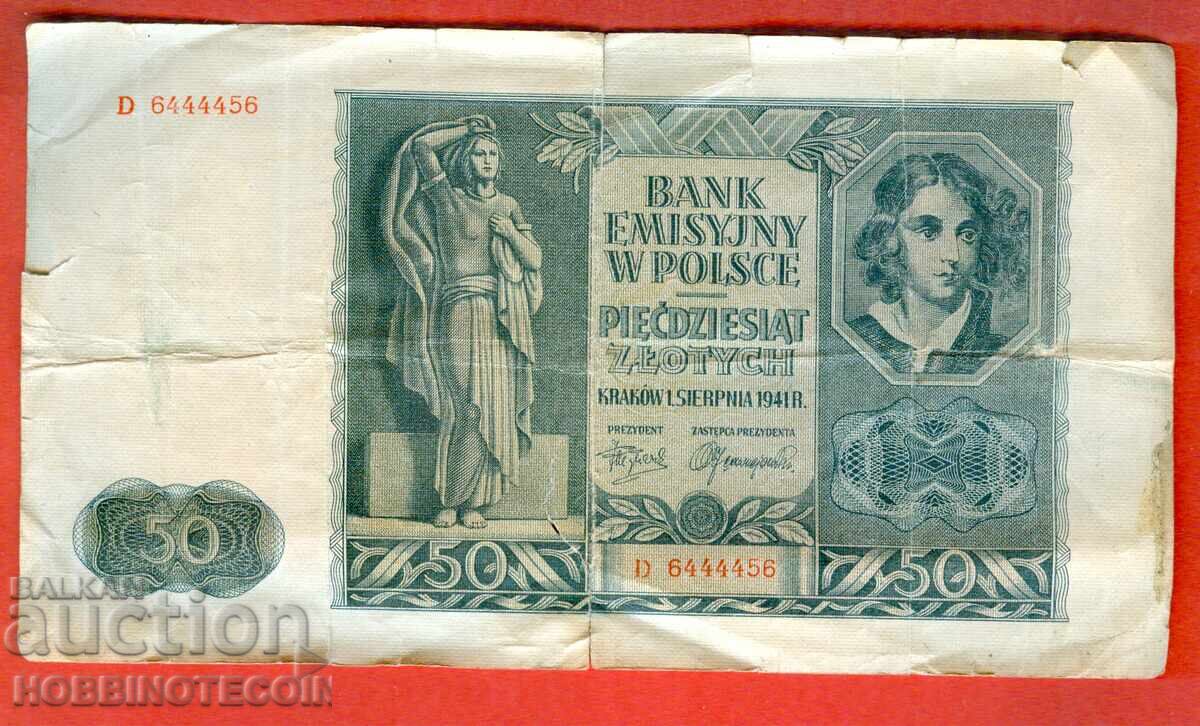 D 6444456
BANK
EMISYJNY
W POLSCE
PIĘĆDZIESIĄT
ZŁOTYCH
KRAKÓW 1.SIERPNIA 1941 R.
PREZYDENT ZASTĘPCA PREZYDENTA
50
50
D 6444456
50
BALKAN
auction
HOBBINOTECOIN